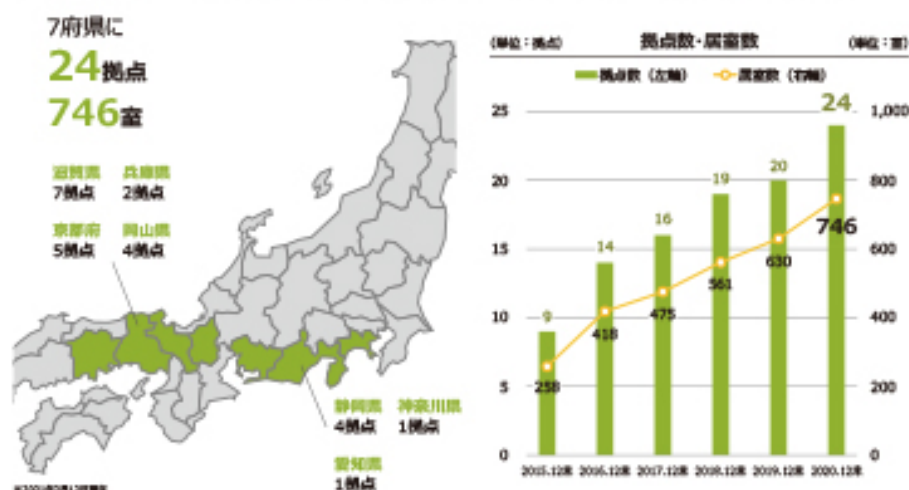 7府県に
24拠点
746室
滋賀県 兵庫県
7拠点 2拠点
京都府 岡山県
5拠点 4拠点
静岡県 神奈川県
4拠点 1拠点
愛知県
1拠点
(単位：拠点) 拠点数・居室数 (単位：室)
拠点数（左軸） 居室数（右軸）
25 1,000
20 800
15 600
10 400
5 200
0 0
9 14 16 19 20 24
258 418 475 561 630 746
2015.12末 2016.12末 2017.12末 2018.12末 2019.12末 2020.12末